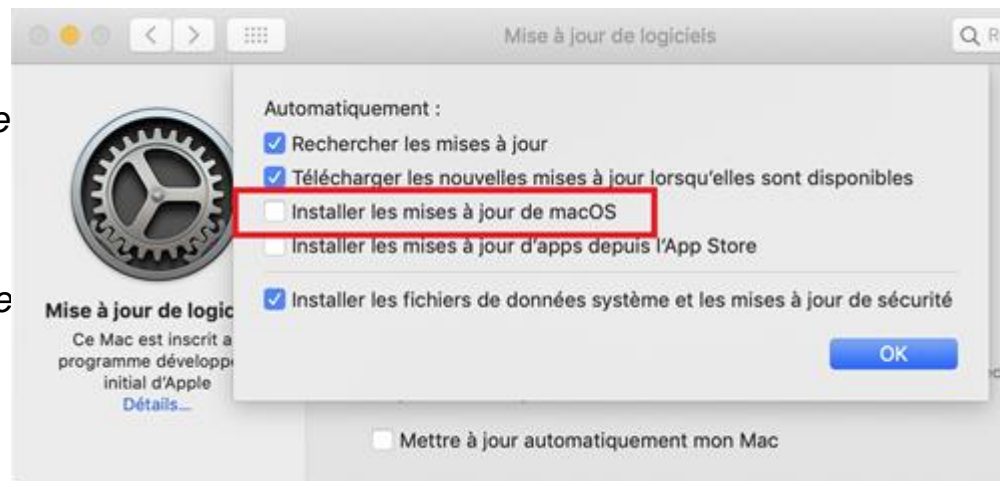 Mise à jour de logiciels
Automatiquement :
Rechercher les mises à jour
Télécharger les nouvelles mises à jour lorsqu'elles sont disponibles
Installer les mises à jour de macOS
Installer les mises à jour d'apps depuis l'App Store
Installer les fichiers de données système et les mises à jour de sécurité
OK
Mise à jour de logic
Ce Mac est inscrit a
programme développe
initial d'Apple
Détails...
Mettre à jour automatiquement mon Mac